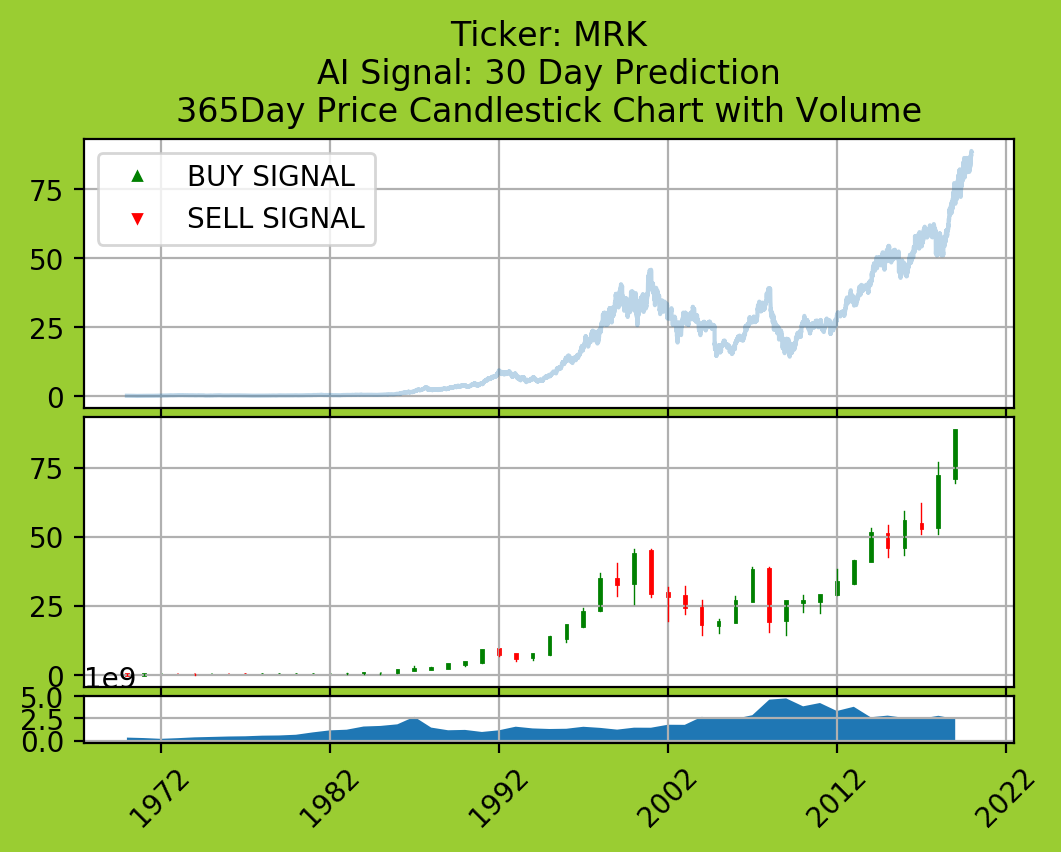 Ticker: MRK
AI Signal: 30 Day Prediction
365Day Price Candlestick Chart with Volume
BUY SIGNAL
SELL SIGNAL
75
50
25
0
75
50
25
0
1e9
5.0
2.5
0.0
1972
1982
1992
2002
2012
2022